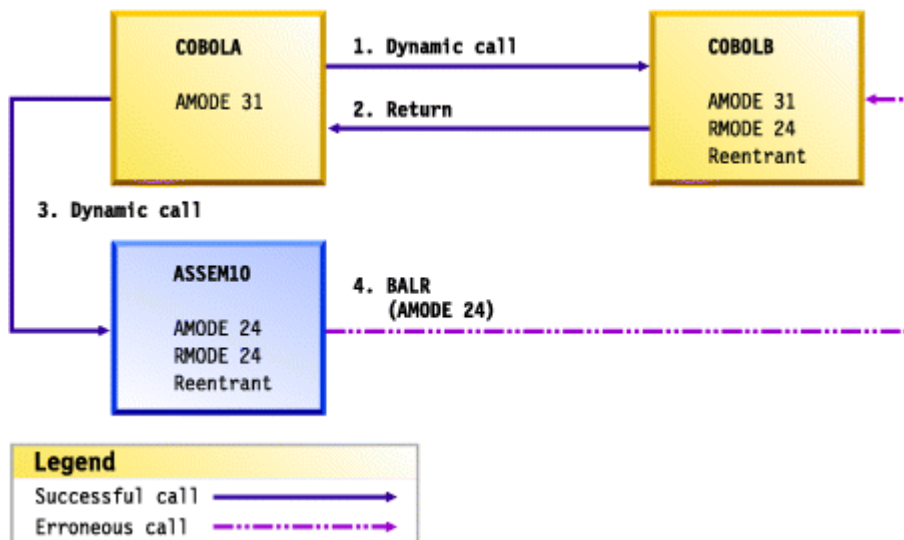 COBOLA
AMODE 31
1. Dynamic call
2. Return
COBOLB
AMODE 31
RMODE 24
Reentrant
3. Dynamic call
ASSEM10
AMODE 24
RMODE 24
Reentrant
4. BALR
(AMODE 24)
Legend
Successful call
Erroneous call